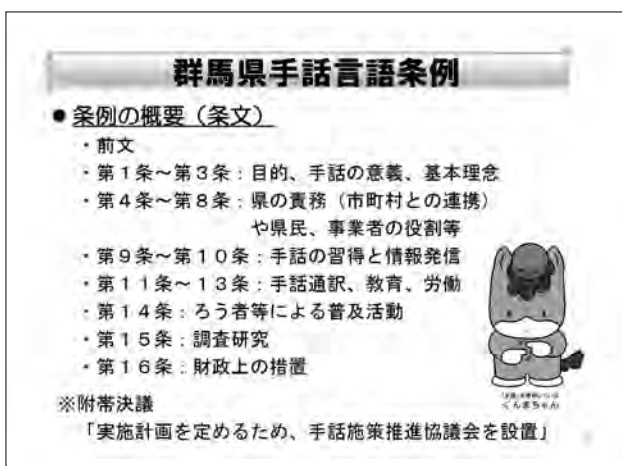 群馬県手話言語条例
●条例の概要（条文）
・前文
・第１条～第３条：目的、手話の意義、基本理念
・第４条～第８条：県の責務（市町村との連携）
や県民、事業者の役割等
・第９条～第１０条：手話の習得と情報発信
・第１１条～１３条：手話通訳、教育、労働
・第１４条：ろう者等による普及活動
・第１５条：調査研究
・第１６条：財政上の措置
ぐんまちゃん
※附帯決議
「実施計画を定めるため、手話施策推進協議会を設置」